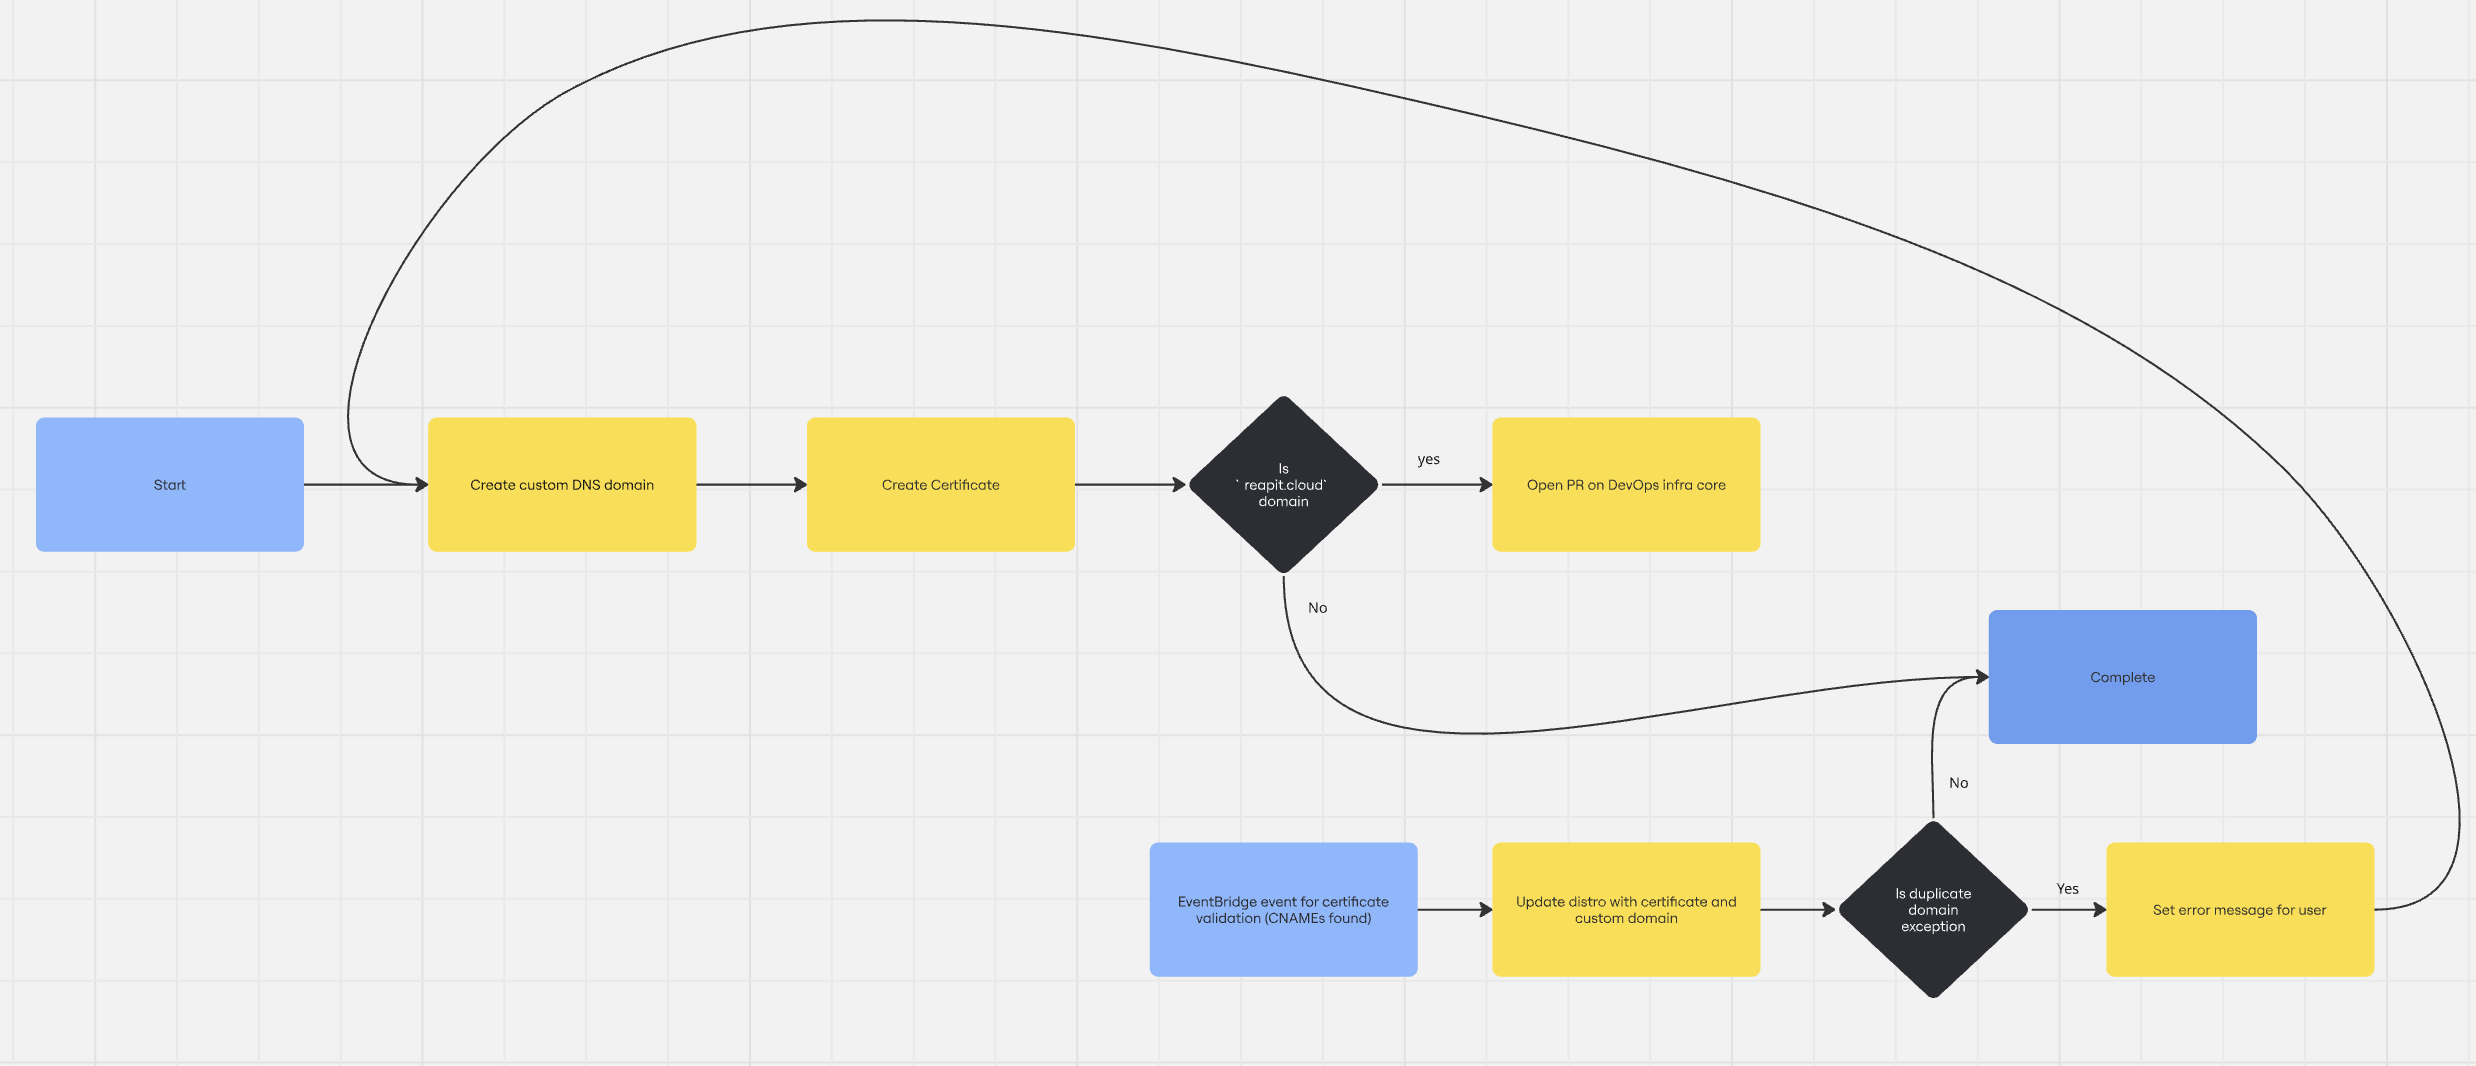 Start
Create custom DNS domain
Create Certificate
Is
` reapit.cloud`
domain
yes
Open PR on DevOps infra core
No
Complete
No
EventBridge event for certificate
validation (CNAMEs found)
Update distro with certificate and
custom domain
Is duplicate
domain
exception
Yes
Set error message for user